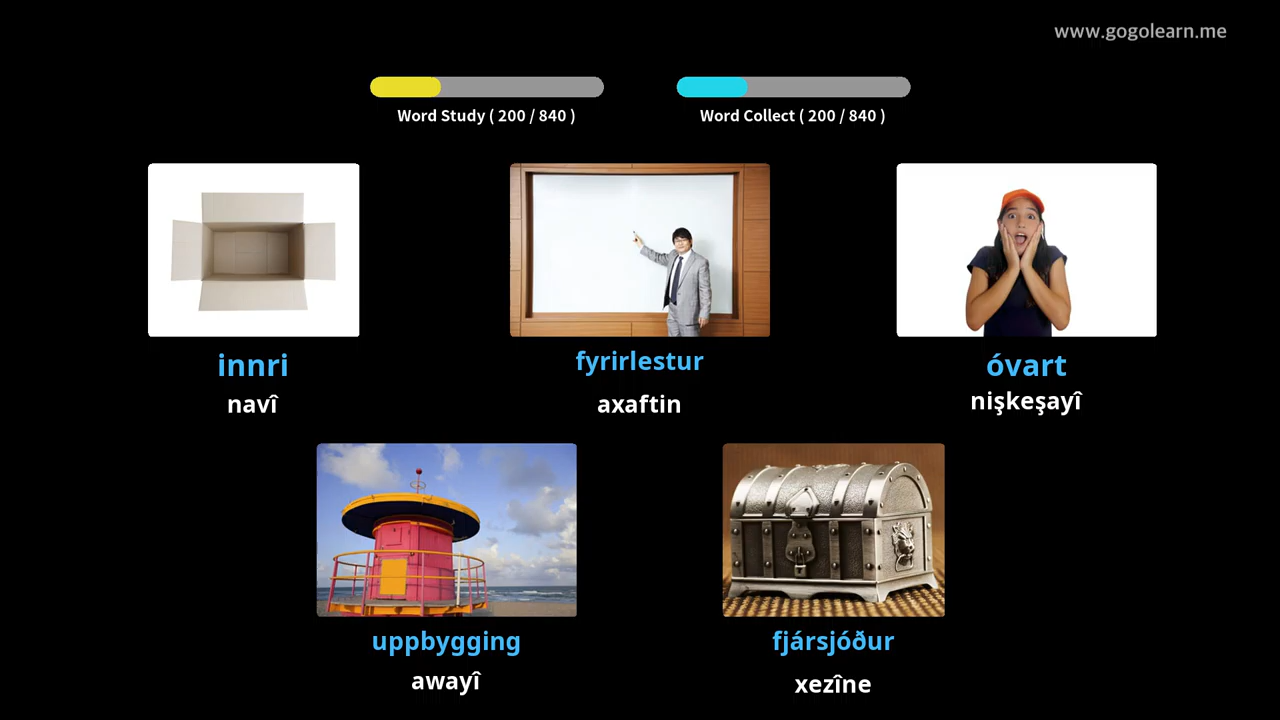 www.gogolearn.me
Word Study ( 200 / 840 )
Word Collect ( 200 / 840 )
innri
navî
fyrirlestur
axaftin
óvart
nişkeşayî
uppbygging
awayî
fjársjóður
xezîne